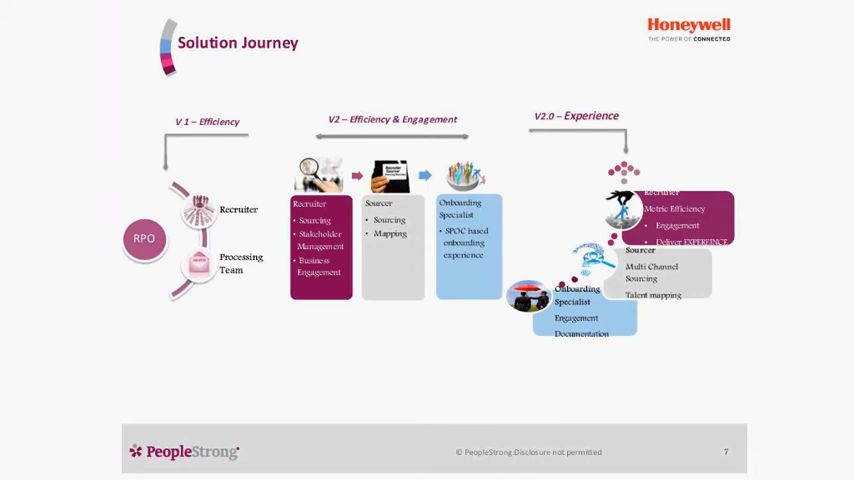 Solution Journey
Honeywell
THE POWER OF CONNECTED
V 1 – Efficiency
V2 – Efficiency & Engagement
V2.0 – Experience
RPO
Recruiter
Processing
Team
Recruiter
• Sourcing
• Stakeholder
Management
• Business
Engagement
Sourcer
• Sourcing
• Mapping
Onboarding
Specialist
• SPOC based
onboarding
experience
Recruiter
Metric Efficiency
• Engagement
• Deliver EXPEREINCE
Sourcer
Multi Channel
Sourcing
Talent mapping
Onboarding
Specialist
Engagement
Documentation
PeopleStrong
© PeopleStrong.Disclosure not permitted
7